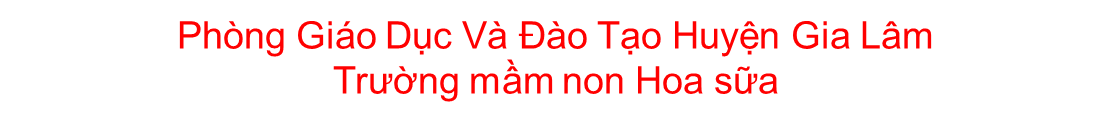 Phòng Giáo Dục Và Đào Tạo Huyện Gia Lâm
Trường mầm non Hoa sữa